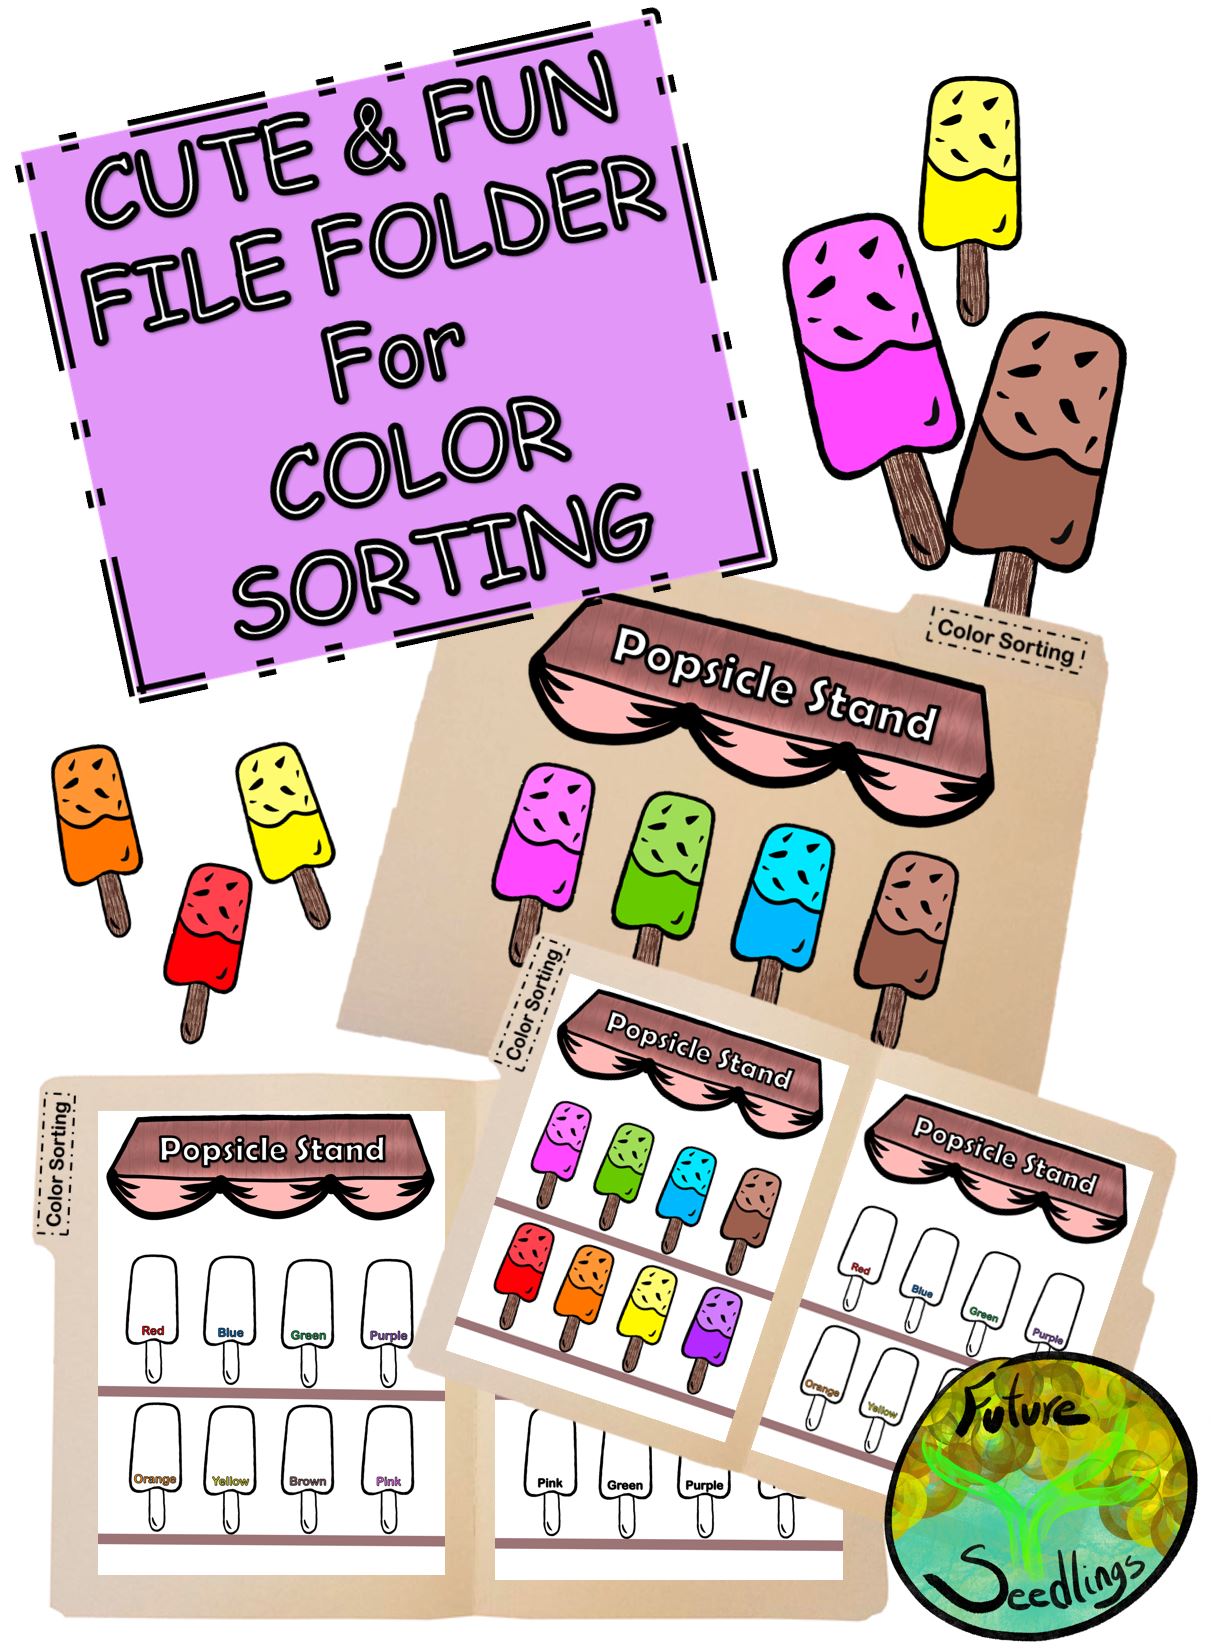 CUTE & FUN
FILE FOLDER
For
COLOR
SORTING
Color Sorting
Popsicle Stand
Color Sorting
Popsicle Stand
Popsicle Stand
Red
Blue
Green
Purple
Orange
Yellow
Color Sorting
Popsicle Stand
Red
Blue
Green
Purple
Orange
Yellow
Brown
Pink
Pink
Green
Purple
Future
Seedlings